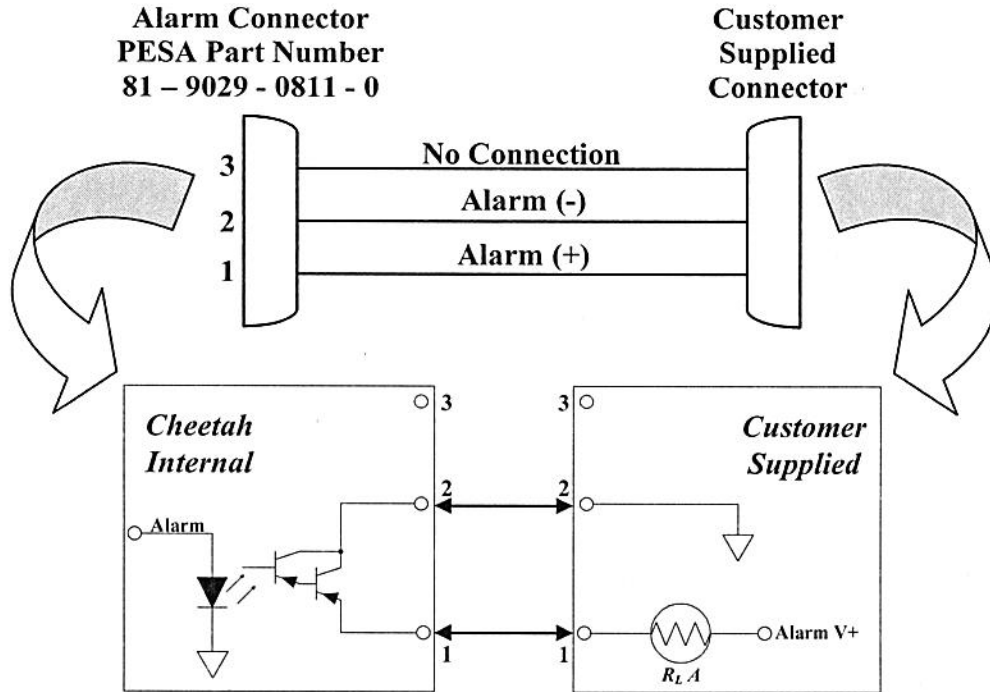 Alarm Connector
PESA Part Number
81 – 9029 - 0811 - 0
Customer
Supplied
Connector
3
No Connection
2
Alarm (-)
1
Alarm (+)
Cheetah
Internal
3
2
1
Alarm
3
2
1
Customer
Supplied
Alarm V+
RL A